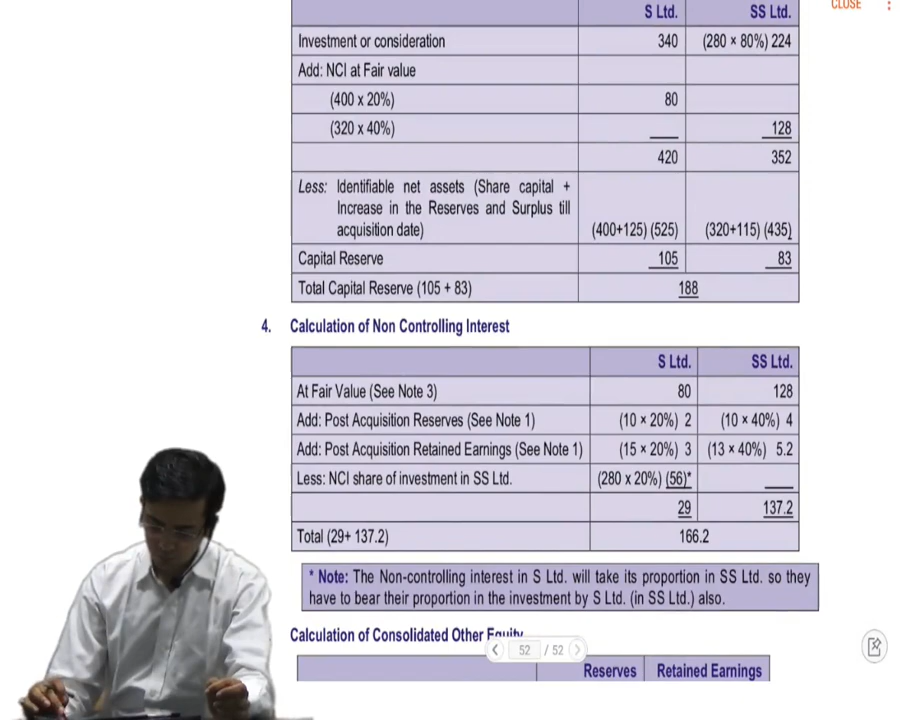 CLOSE
S Ltd. SS Ltd.
Investment or consideration 340 (280 × 80%) 224
Add: NCI at Fair value
(400 x 20%) 80
(320 x 40%) 128
420 352
Less: Identifiable net assets (Share capital +
Increase in the Reserves and Surplus till
acquisition date) (400+125) (525) (320+115) (435)
Capital Reserve 105 83
Total Capital Reserve (105 + 83) 188
4. Calculation of Non Controlling Interest
S Ltd. SS Ltd.
At Fair Value (See Note 3) 80 128
Add: Post Acquisition Reserves (See Note 1) (10 × 20%) 2 (10 × 40%) 4
Add: Post Acquisition Retained Earnings (See Note 1) (15 × 20%) 3 (13 × 40%) 5.2
Less: NCI share of investment in SS Ltd. (280 x 20%) (56)*
29 137.2
Total (29+ 137.2) 166.2
* Note: The Non-controlling interest in S Ltd. will take its proportion in SS Ltd. so they
have to bear their proportion in the investment by S Ltd. (in SS Ltd.) also.
Calculation of Consolidated Other Equity
52 / 52
Reserves Retained Earnings